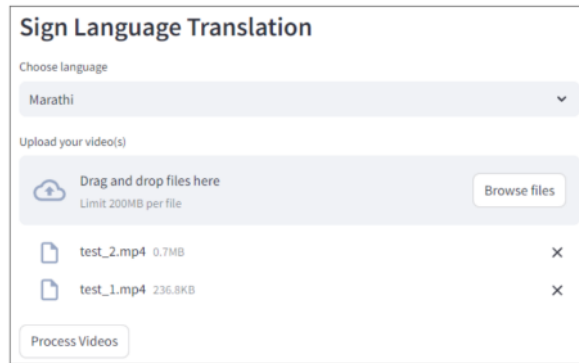 Sign Language Translation
Choose language
Marathi
Upload your video(s)
Drag and drop files here
Limit 200MB per file
Browse files
test_2.mp4 0.7MB
test_1.mp4 236.8KB
Process Videos